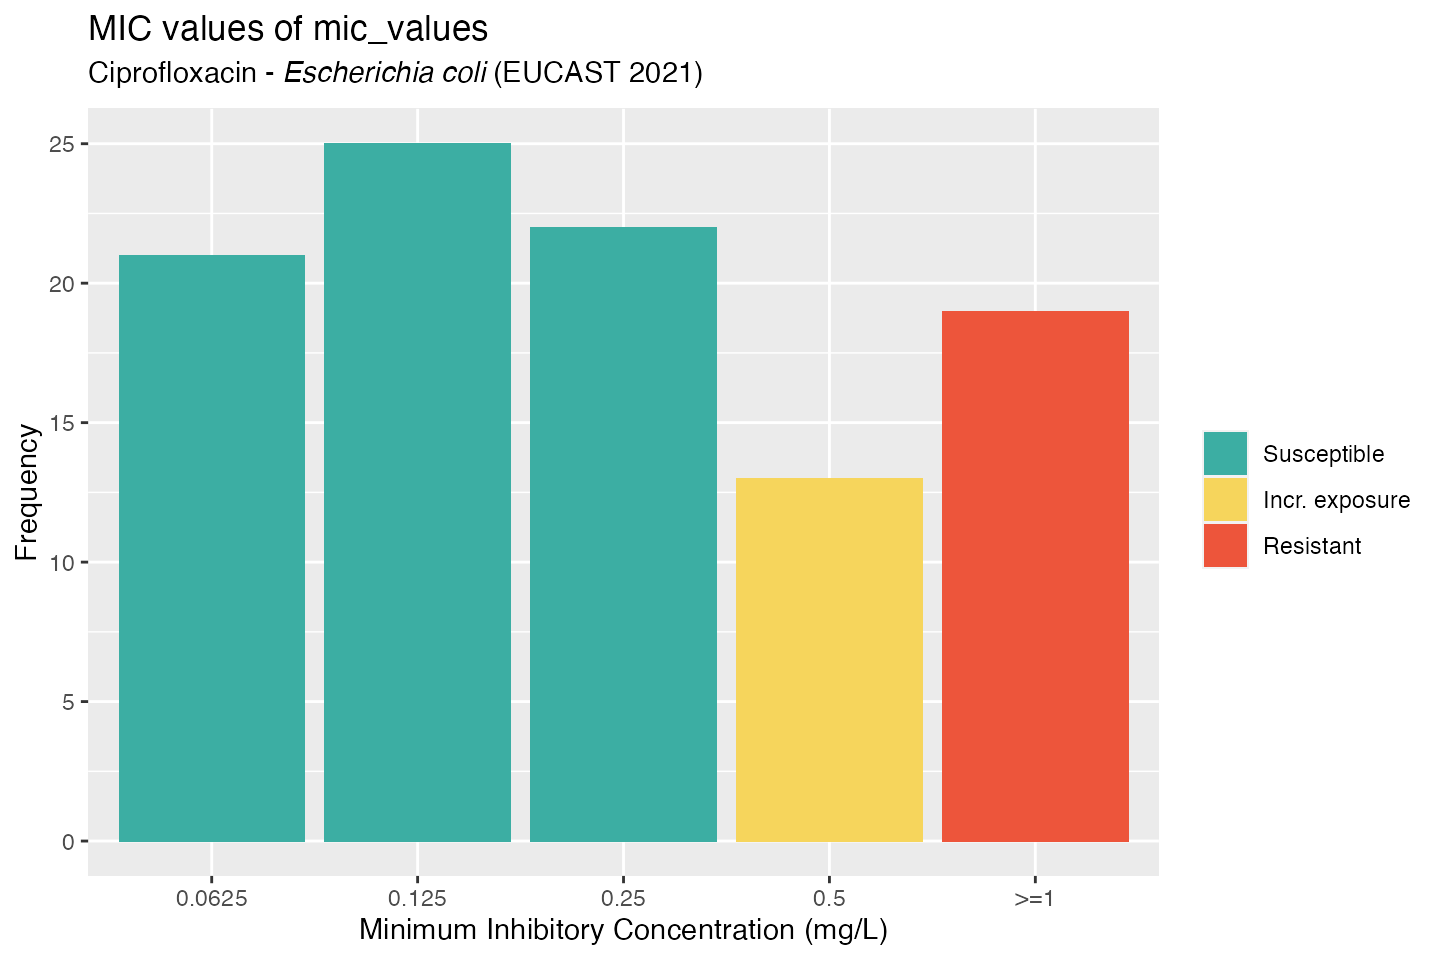 MIC values of mic_values
Ciprofloxacin - Escherichia coli (EUCAST 2021)
Frequency
25
20
15
10
5
0
0.0625
0.125
0.25
0.5
>=1
Minimum Inhibitory Concentration (mg/L)
Susceptible
Incr. exposure
Resistant